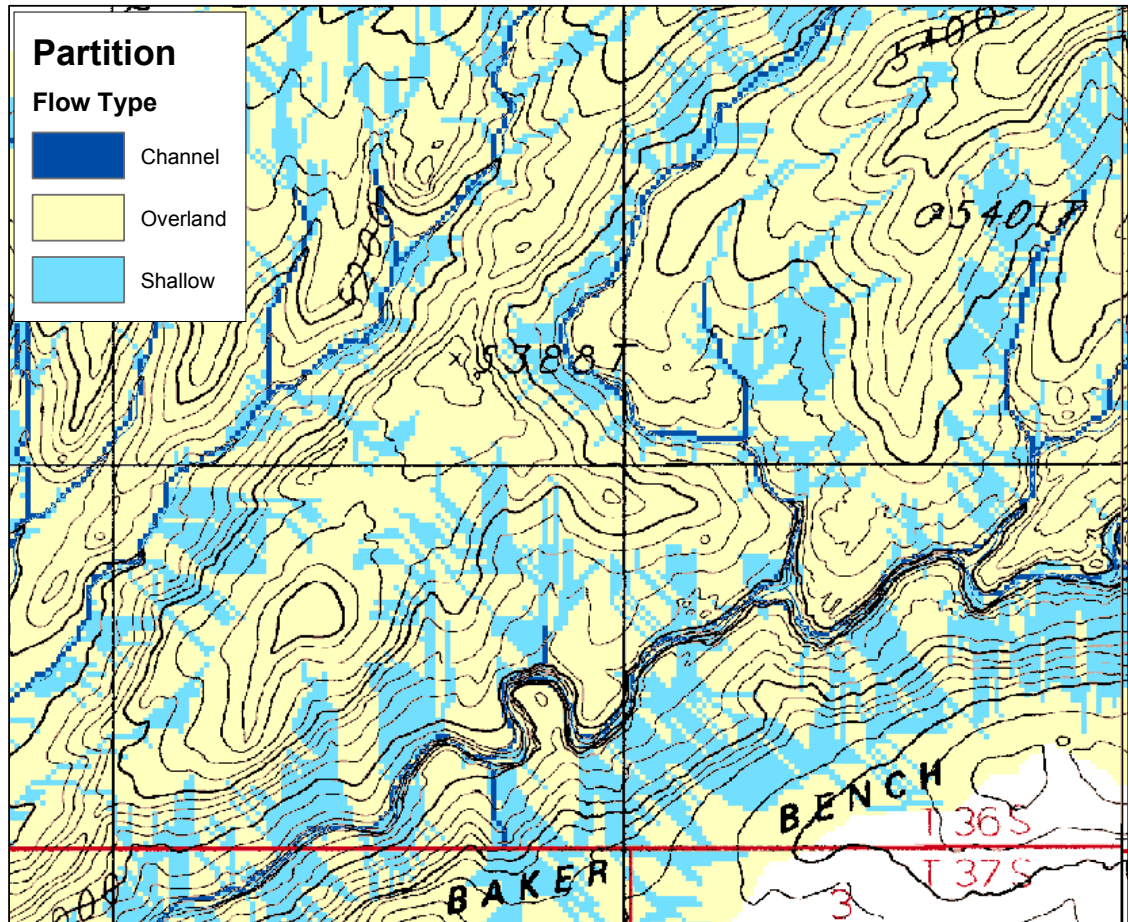 Partition
Flow Type
Channel
Overland
Shallow
5400
5401T
5388T
BENCH
T 36 S
T 37 S
BAKER
3